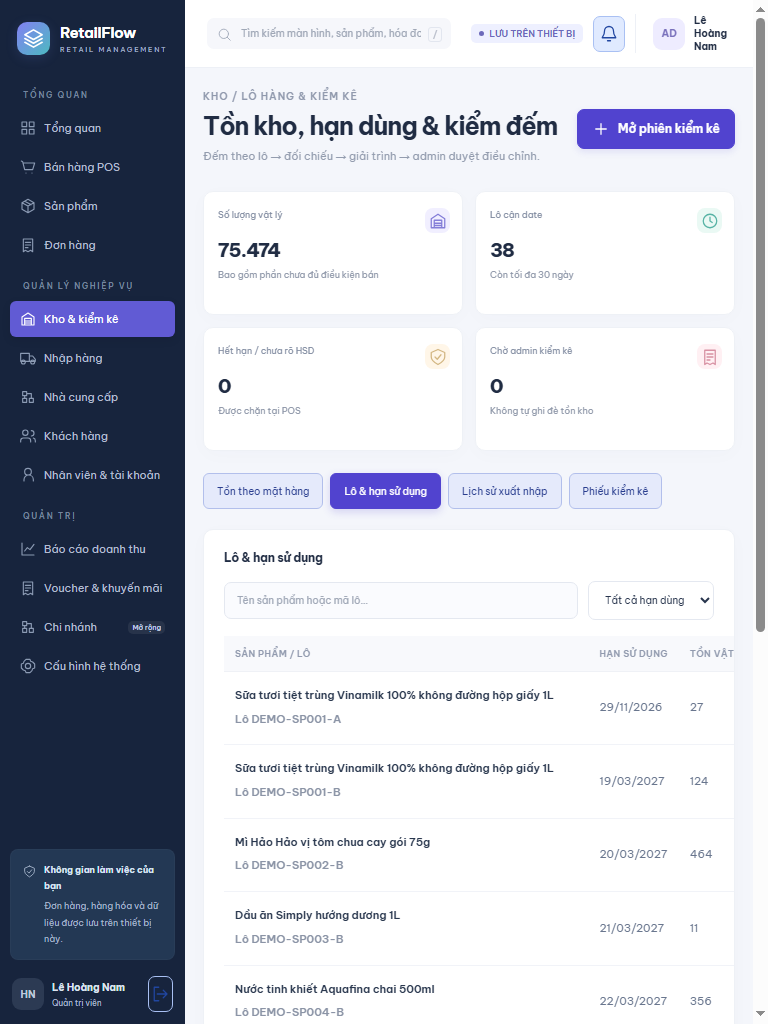 RetailFlow
RETAIL MANAGEMENT
TỔNG QUAN
Tổng quan
Bán hàng POS
Sản phẩm
Đơn hàng
QUẢN LÝ NGHIỆP VỤ
Kho & kiểm kê
Nhập hàng
Nhà cung cấp
Khách hàng
Nhân viên & tài khoản
QUẢN TRỊ
Báo cáo doanh thu
Voucher & khuyến mãi
Chi nhánh
Mở rộng
Cấu hình hệ thống
Không gian làm việc của
bạn
Đơn hàng, hàng hóa và dữ
liệu được lưu trên thiết bị
này.
HN
Lê Hoàng Nam
Quản trị viên
Tìm kiếm màn hình, sản phẩm, hóa đơ
/
LƯU TRÊN THIẾT BỊ
AD
Lê
Hoàng
Nam
KHO / LÔ HÀNG & KIỂM KÊ
Tồn kho, hạn dùng & kiểm đếm
Đếm theo lô → đối chiếu → giải trình → admin duyệt điều chỉnh.
Mở phiên kiểm kê
Số lượng vật lý
75.474
Bao gồm phần chưa đủ điều kiện bán
Lô cận date
38
Còn tối đa 30 ngày
Hết hạn / chưa rõ HSD
0
Được chặn tại POS
Chờ admin kiểm kê
0
Không tự ghi đè tồn kho
Tồn theo mặt hàng
Lô & hạn sử dụng
Lịch sử xuất nhập
Phiếu kiểm kê
Lô & hạn sử dụng
Tên sản phẩm hoặc mã lô...
Tất cả hạn dùng
SẢN PHẨM / LÔ
HẠN SỬ DỤNG
TỒN VẬT
Sữa tươi tiệt trùng Vinamilk 100% không đường hộp giấy 1L
Lô DEMO-SP001-A
29/11/2026
27
Sữa tươi tiệt trùng Vinamilk 100% không đường hộp giấy 1L
Lô DEMO-SP001-B
19/03/2027
124
Mì Hảo Hảo vị tôm chua cay gói 75g
Lô DEMO-SP002-B
20/03/2027
464
Dầu ăn Simply hướng dương 1L
Lô DEMO-SP003-B
21/03/2027
11
Nước tinh khiết Aquafina chai 500ml
Lô DEMO-SP004-B
22/03/2027
356